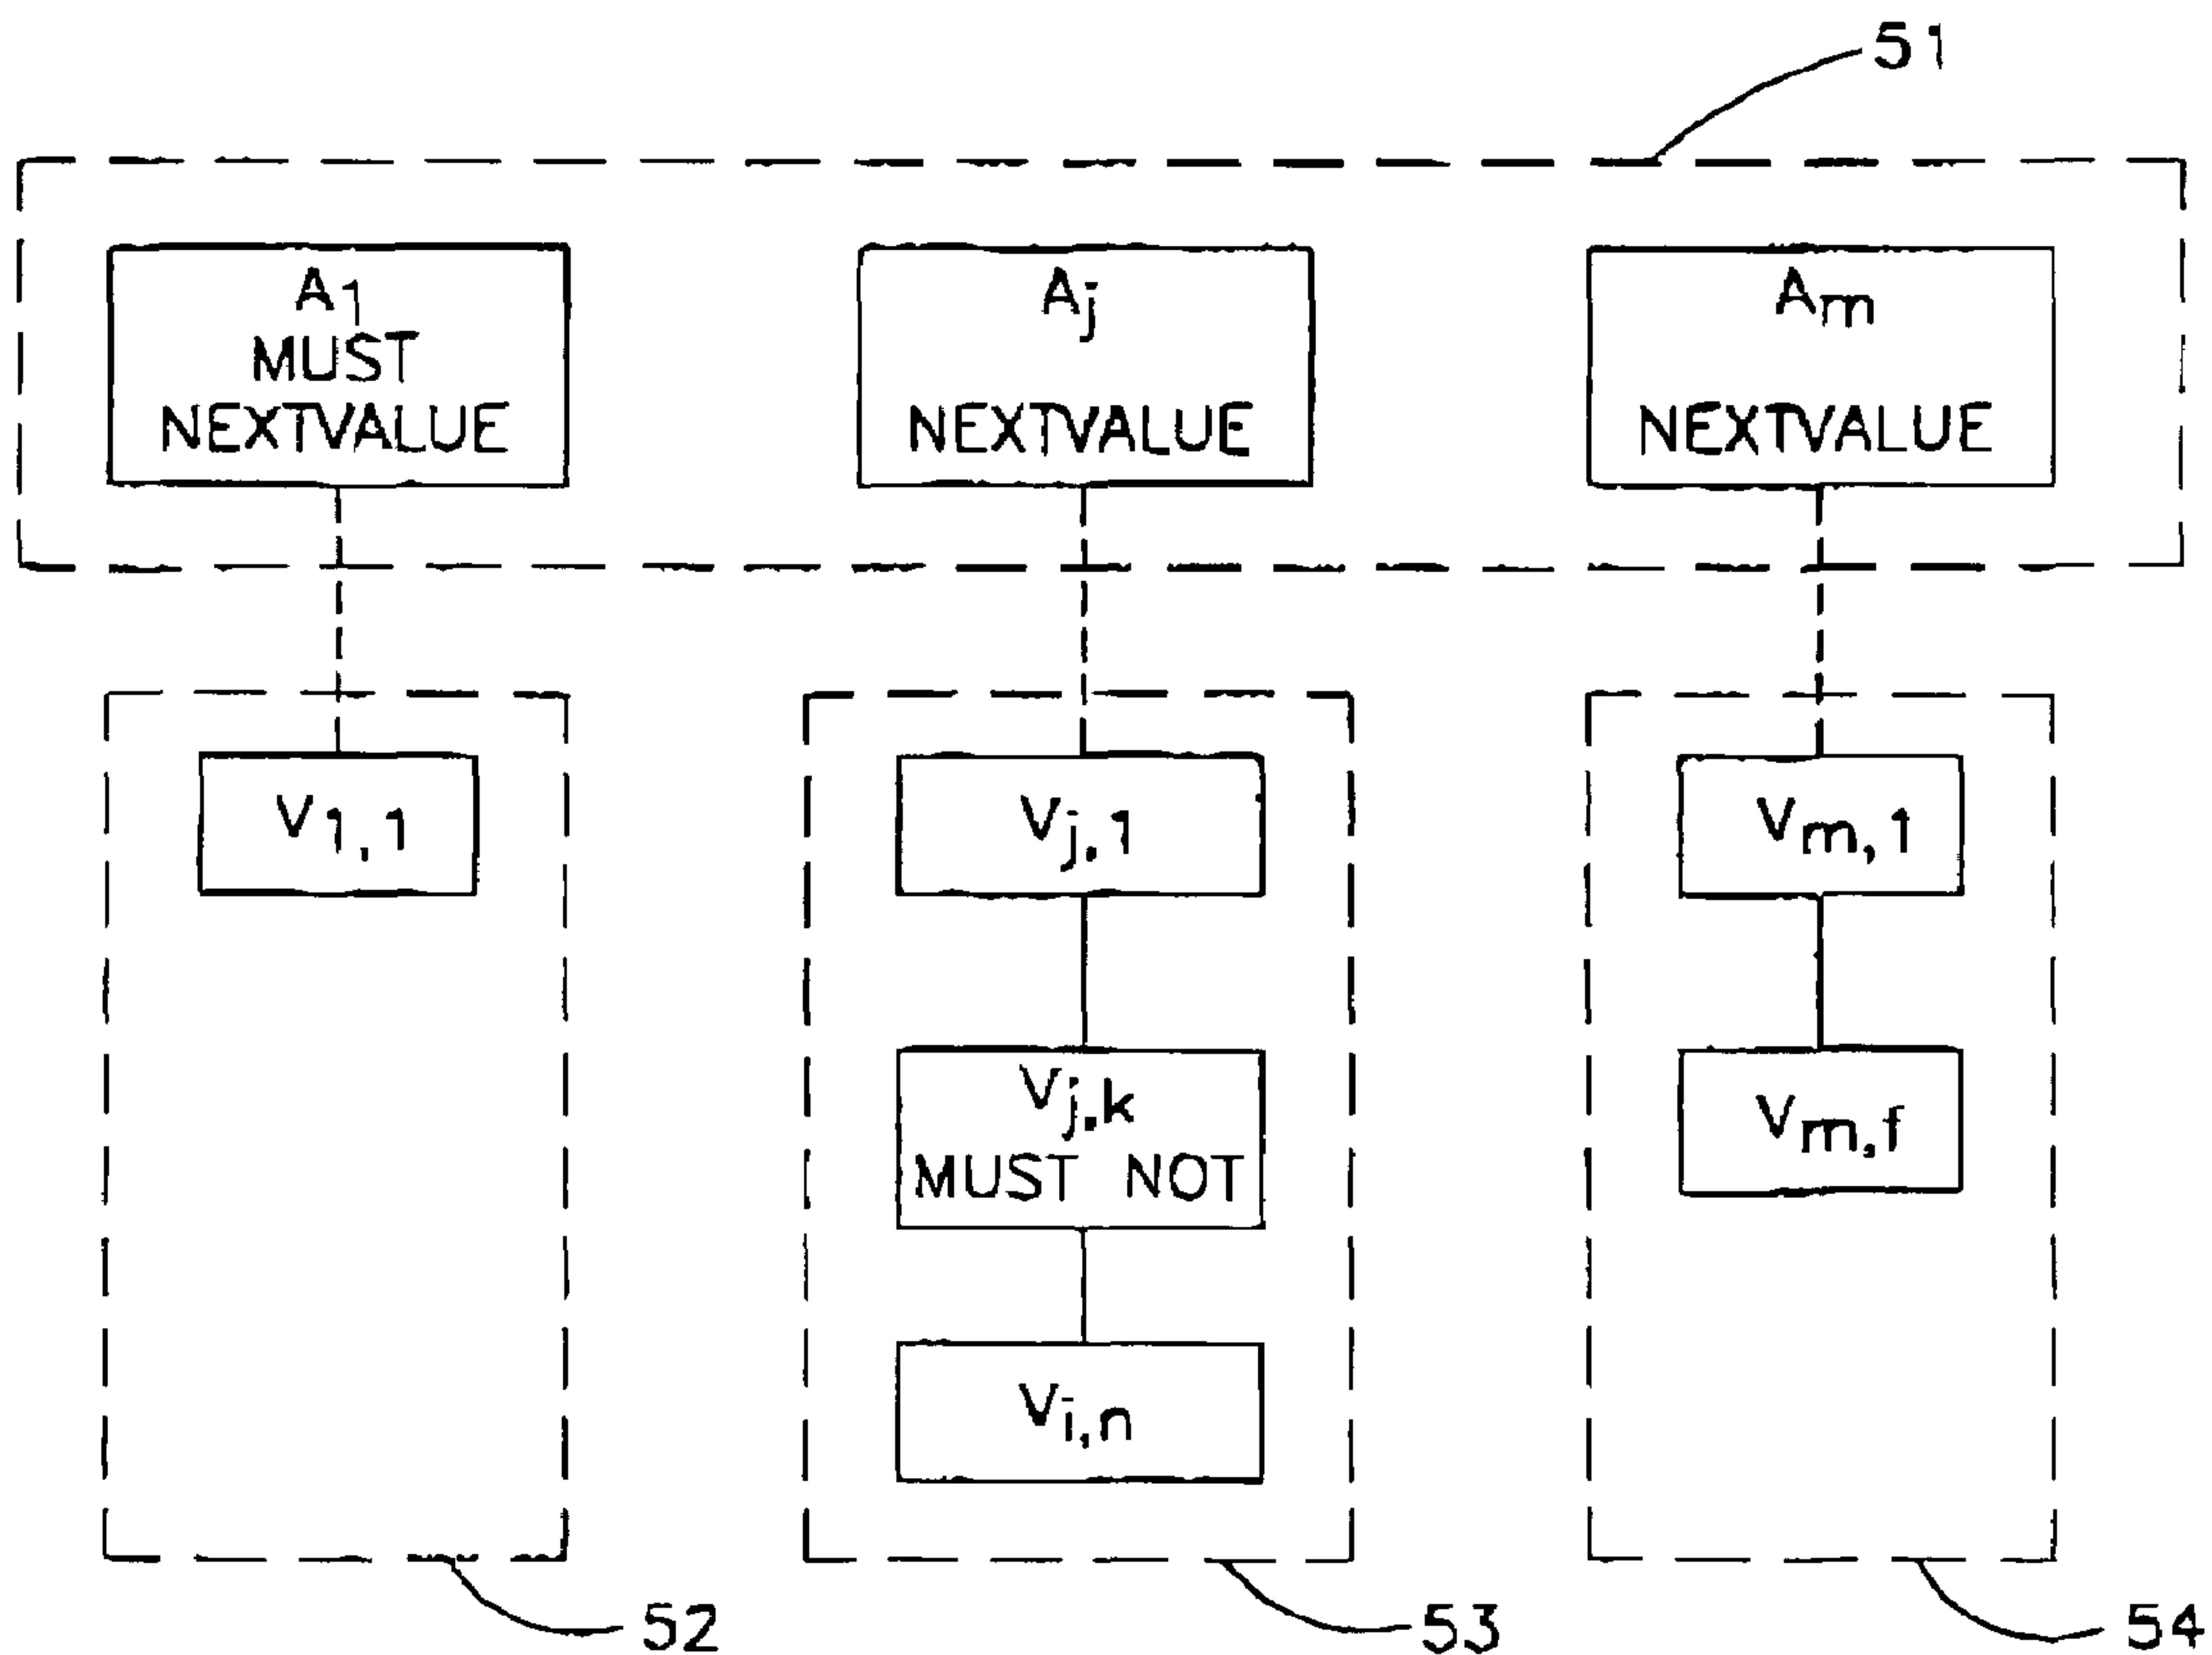 51
A1
MUST
NEXTVALUE
Aj
NEXTVALUE
Am
NEXTVALUE
V1,1
Vj,1
Vm,1
Vj,k
MUST NOT
Vm,f
Vi,n
52
53
54